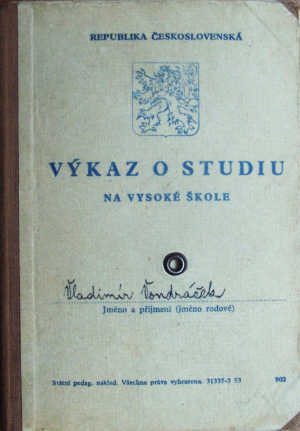 REPUBLIKA ČESKOSLOVENSKÁ
VÝKAZ O STUDIU
NA VYSOKÉ ŠKOLE
Vladimír Vondráček
Jméno a příjmení (jméno rodové)
Státní pedag. naklad. Všechna práva vyhrazena. 31337-3 53 902